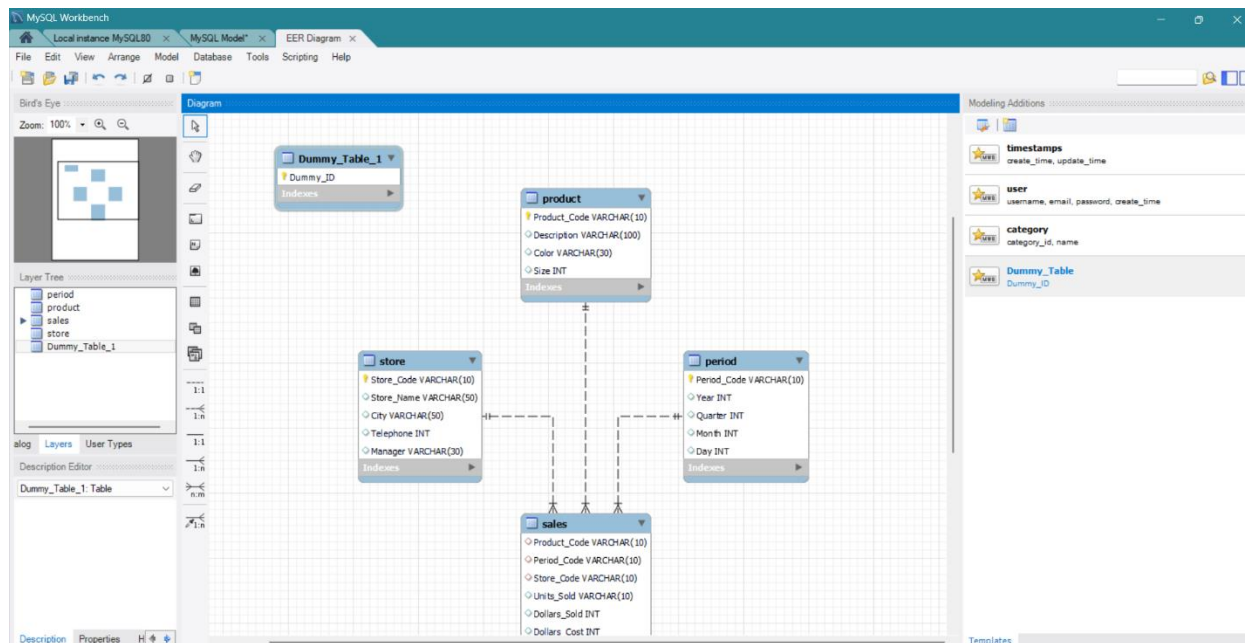 MySQL Workbench
Local instance MySQL80
MySQL Model*
EER Diagram
File Edit View Arrange Model Database Tools Scripting Help
Bird's Eye
Zoom: 100%
Layer Tree
period
product
sales
store
Dummy_Table_1
alog Layers User Types
Description Editor
Dummy_Table_1: Table
Description Properties H
Diagram
1:1
1:n
1:1
1:n
n:m
1:n
Dummy_Table_1
Dummy_ID
Indexes
product
Product_Code VARCHAR(10)
Description VARCHAR(100)
Color VARCHAR(30)
Size INT
Indexes
store
Store_Code VARCHAR(10)
Store_Name VARCHAR(50)
City VARCHAR(50)
Telephone INT
Manager VARCHAR(30)
Indexes
period
Period_Code VARCHAR(10)
Year INT
Quarter INT
Month INT
Day INT
Indexes
sales
Product_Code VARCHAR(10)
Period_Code VARCHAR(10)
Store_Code VARCHAR(10)
Units_Sold VARCHAR(10)
Dollars_Sold INT
Dollars_Cost INT
Modeling Additions
timestamps
create_time, update_time
user
username, email, password, create_time
category
category_id, name
Dummy_Table
Dummy_ID
Templates